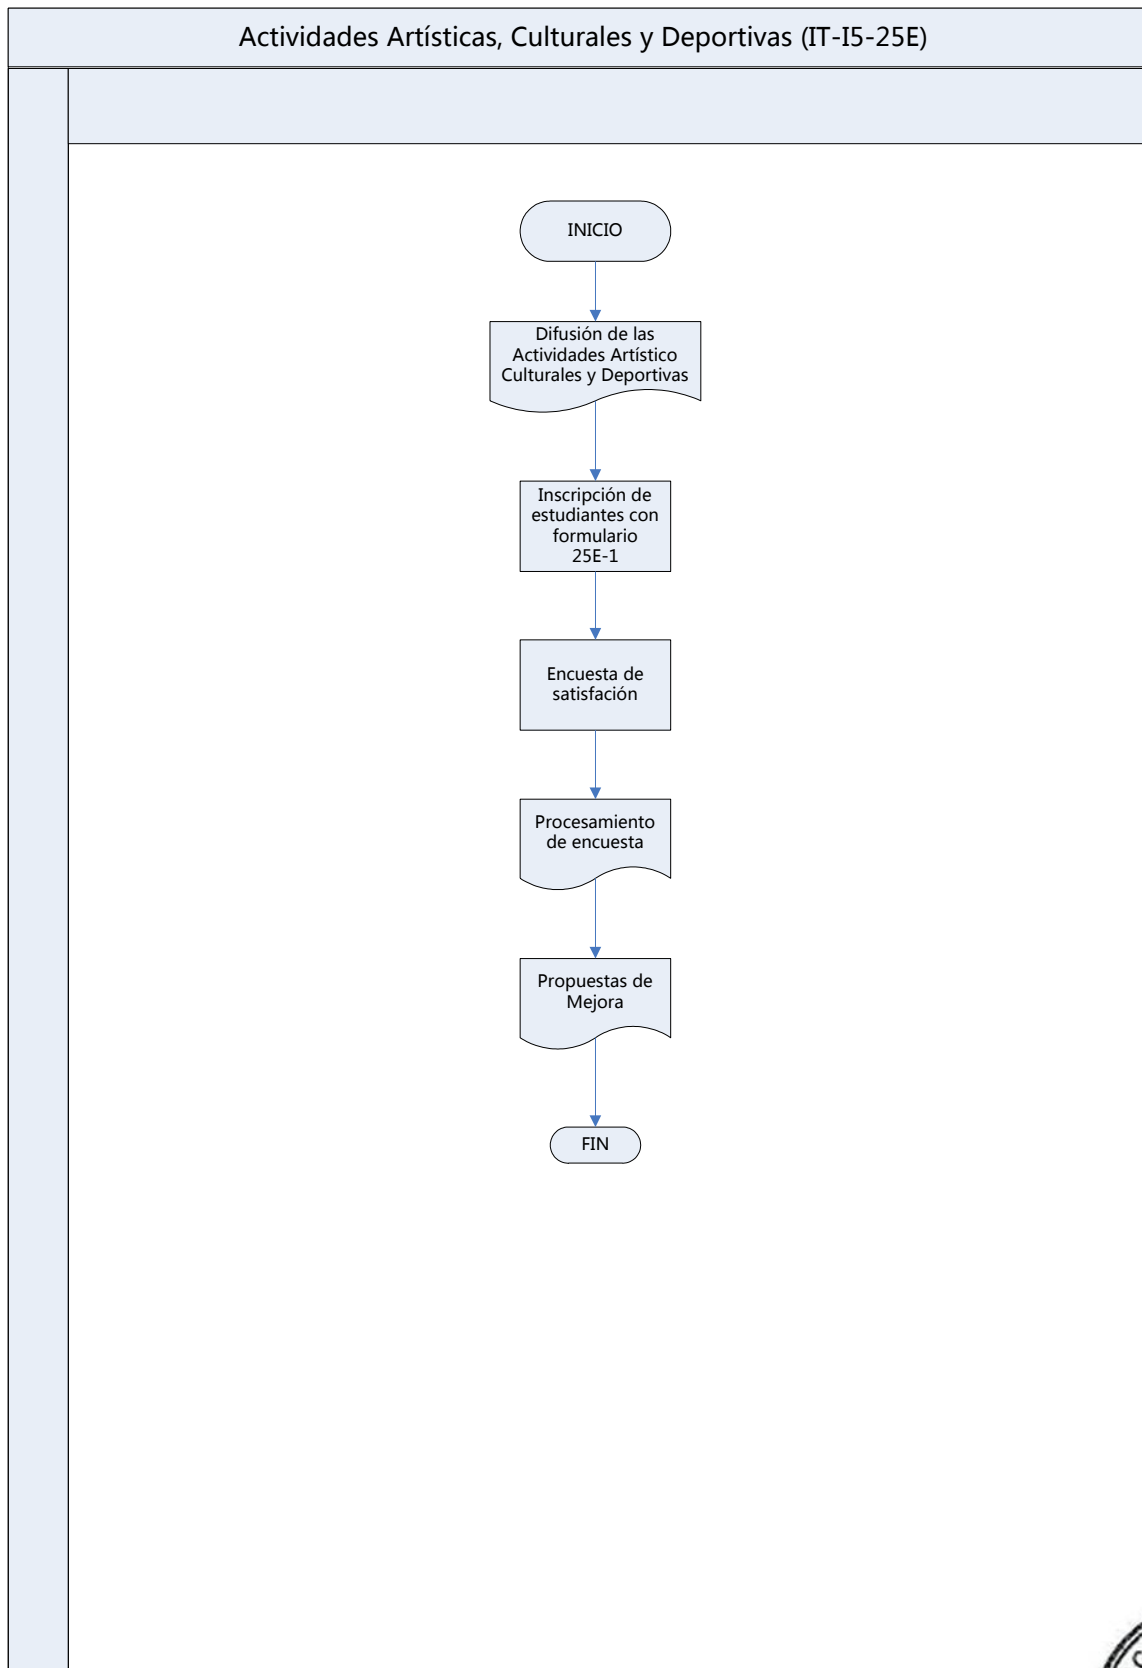 Actividades Artísticas, Culturales y Deportivas (IT-I5-25E)
INICIO
Difusión de las
Actividades Artístico
Culturales y Deportivas
Inscripción de
estudiantes con
formulario
25E-1
Encuesta de
satisfación
Procesamiento
de encuesta
Propuestas de
Mejora
FIN